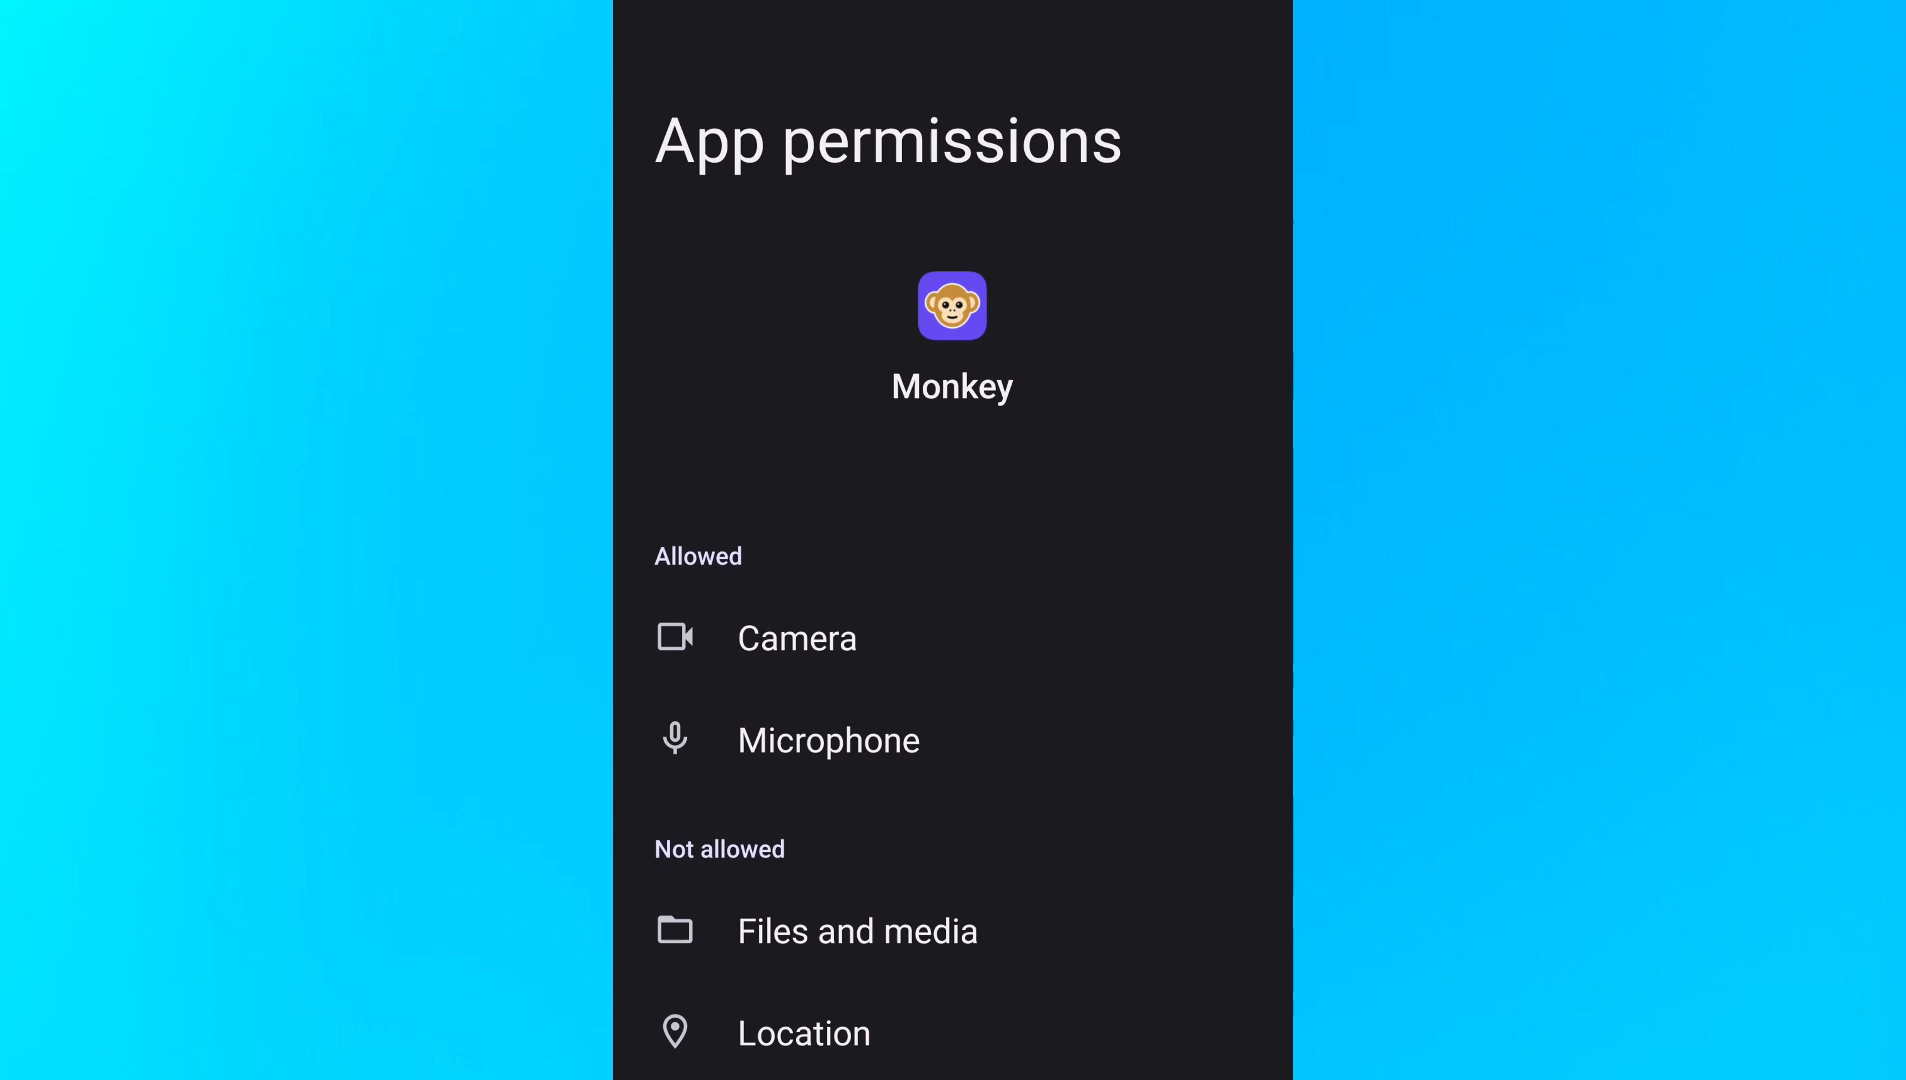 App permissions
Monkey
Allowed
Camera
Microphone
Not allowed
Files and media
Location